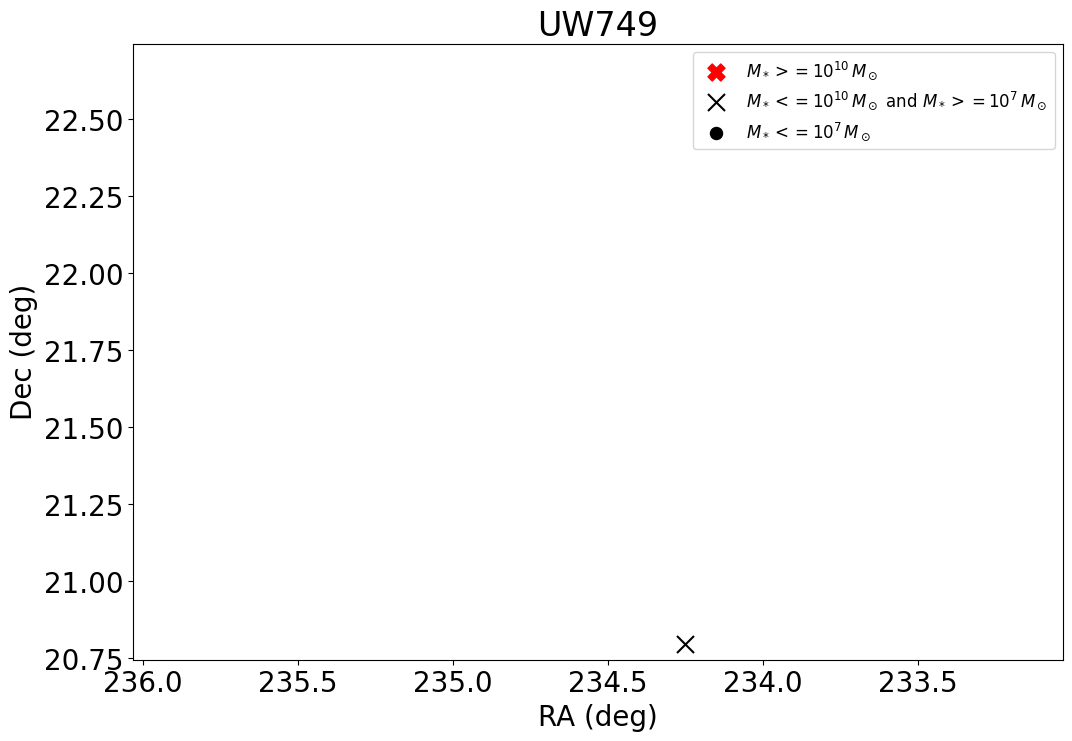 UW749
M* >= 10^10 M⊙
M* <= 10^10 M⊙ and M* >= 10^7 M⊙
M* <= 10^7 M⊙
22.50
22.25
22.00
21.75
21.50
21.25
21.00
20.75
Dec (deg)
236.0 235.5 235.0 234.5 234.0 233.5
RA (deg)